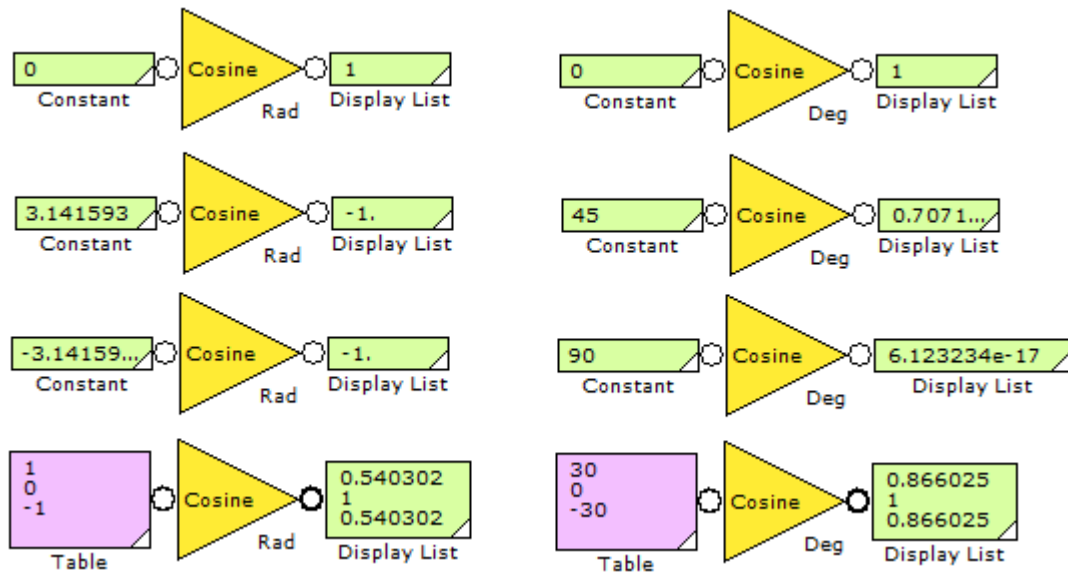 0 Cosine 1
Constant Rad Display List
0 Cosine 1
Constant Deg Display List
3.141593 Cosine -1.
Constant Rad Display List
45 Cosine 0.7071...
Constant Deg Display List
-3.14159... Cosine -1.
Constant Rad Display List
90 Cosine 6.123234e-17
Constant Deg Display List
1
0
-1
Table
Cosine
Rad
0.540302
1
0.540302
Display List
30
0
-30
Table
Cosine
Deg
0.866025
1
0.866025
Display List